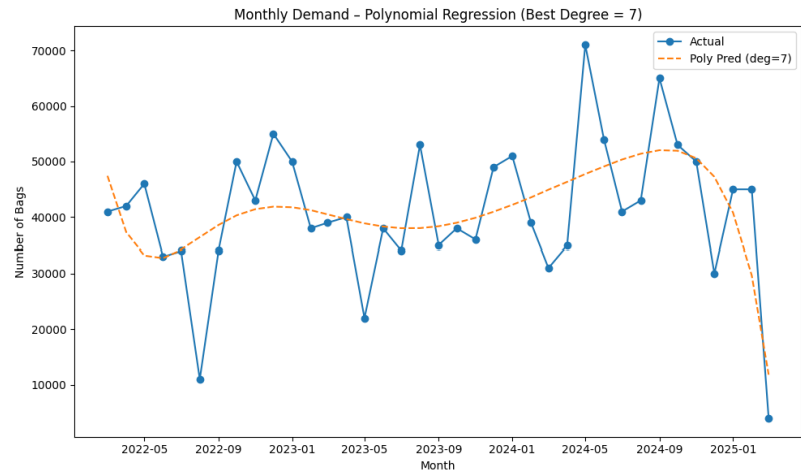 Monthly Demand – Polynomial Regression (Best Degree = 7)
Actual
Poly Pred (deg=7)
Number of Bags
70000
60000
50000
40000
30000
20000
10000
2022-05 2022-09 2023-01 2023-05 2023-09 2024-01 2024-05 2024-09 2025-01
Month